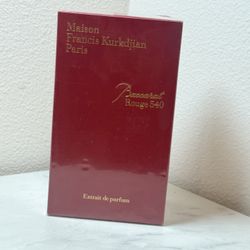 Maison
Francis Kurkdjian
Paris
Baccarat
Rouge 540
Extrait de parfum